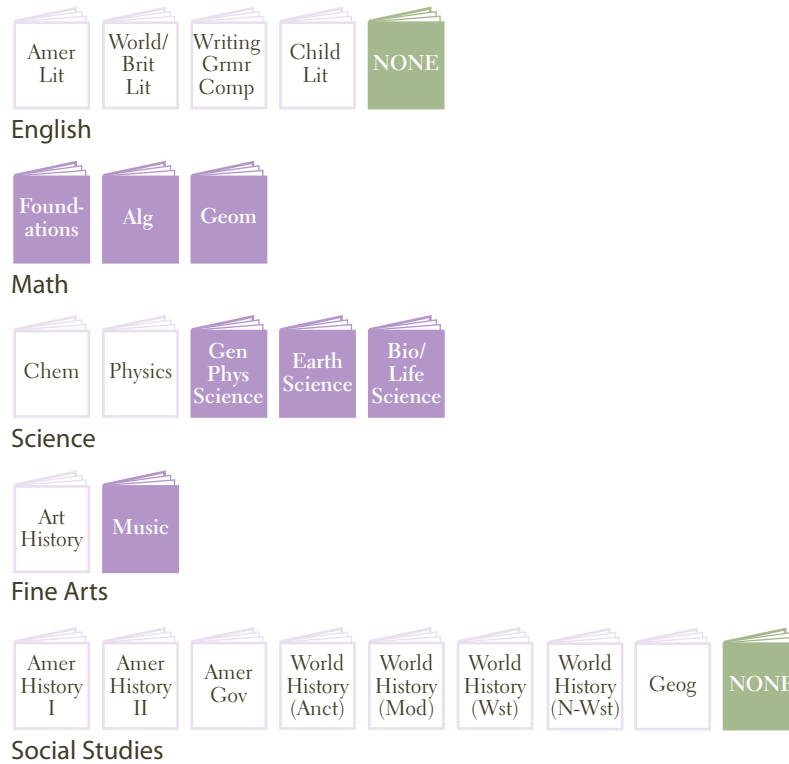 Amer
Lit
World/
Brit
Lit
Writing
Grmr
Comp
Child
Lit
NONE
English
Found-
ations
Alg
Geom
Math
Chem
Physics
Gen
Phys
Science
Earth
Science
Bio/
Life
Science
Science
Art
History
Music
Fine Arts
Amer
History
I
Amer
History
II
Amer
Gov
World
History
(Anct)
World
History
(Mod)
World
History
(Wst)
World
History
(N-Wst)
Geog
NONE
Social Studies